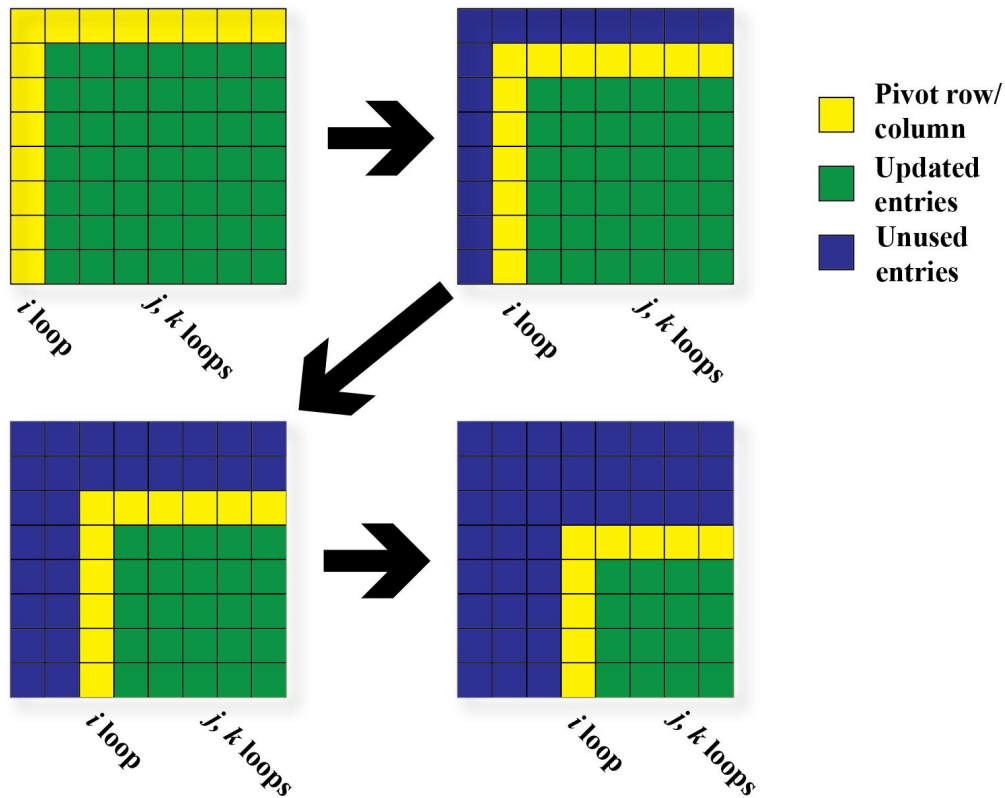 Pivot row/
column
Updated
entries
Unused
entries
i loop
j, k loops
i loop
j, k loops
i loop
j, k loops
i loop
j, k loops